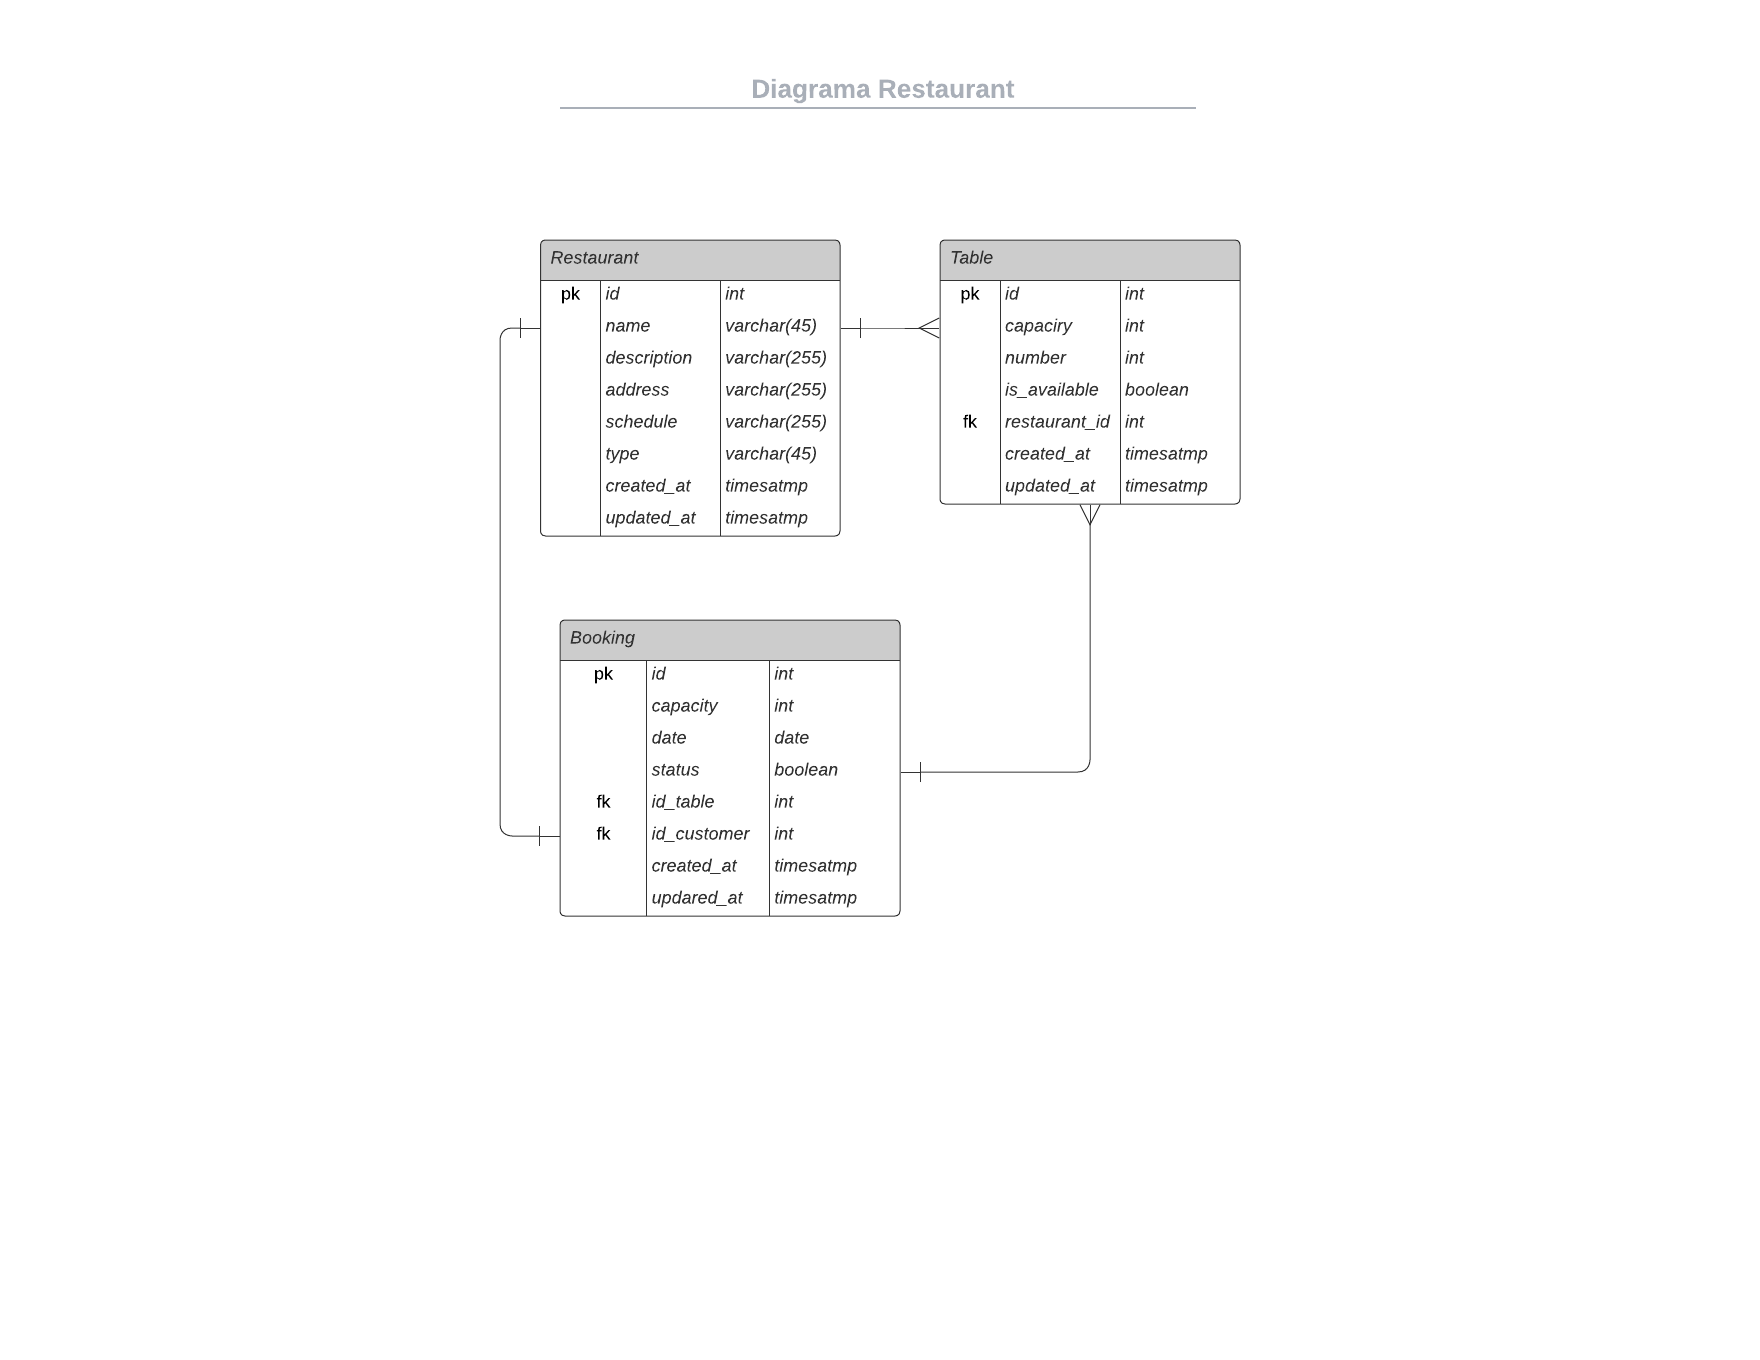 Diagrama Restaurant
Restaurant
pk id int
name varchar(45)
description varchar(255)
address varchar(255)
schedule varchar(255)
type varchar(45)
created_at timesatmp
updated_at timesatmp
Table
pk id int
capaciry int
number int
is_available boolean
fk restaurant_id int
created_at timesatmp
updated_at timesatmp
Booking
pk id int
capacity int
date date
status boolean
fk id_table int
fk id_customer int
created_at timesatmp
updared_at timesatmp